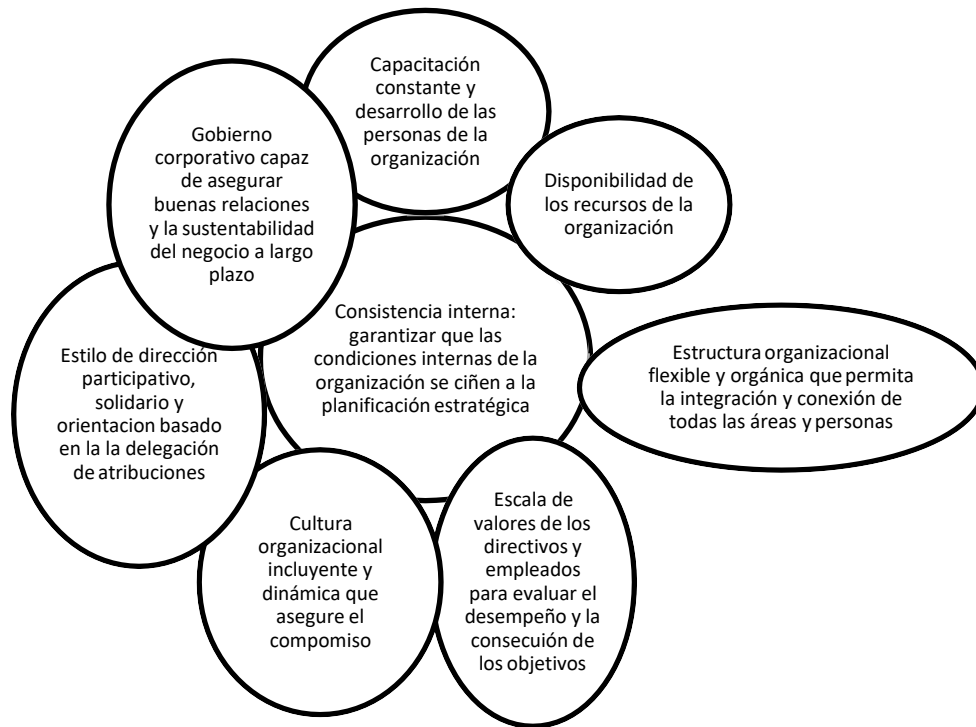 Capacitación
constante y
desarrollo de las
personas de la
organización
Gobierno
corporativo capaz
de asegurar
buenas relaciones
y la sustentabilidad
del negocio a largo
plazo
Disponibilidad de
los recursos de la
organización
Consistencia interna:
garantizar que las
condiciones internas de la
organización se ciñen a la
planificación estratégica
Estructura organizacional
flexible y orgánica que permita
la integración y conexión de
todas las áreas y personas
Estilo de dirección
participativo,
solidario y
orientacion basado
en la la delegación
de atribuciones
Cultura
organizacional
incluyente y
dinámica que
asegure el
compomiso
Escala de
valores de los
directivos y
empleados
para evaluar el
desempeño y la
consecuión de
los objetivos